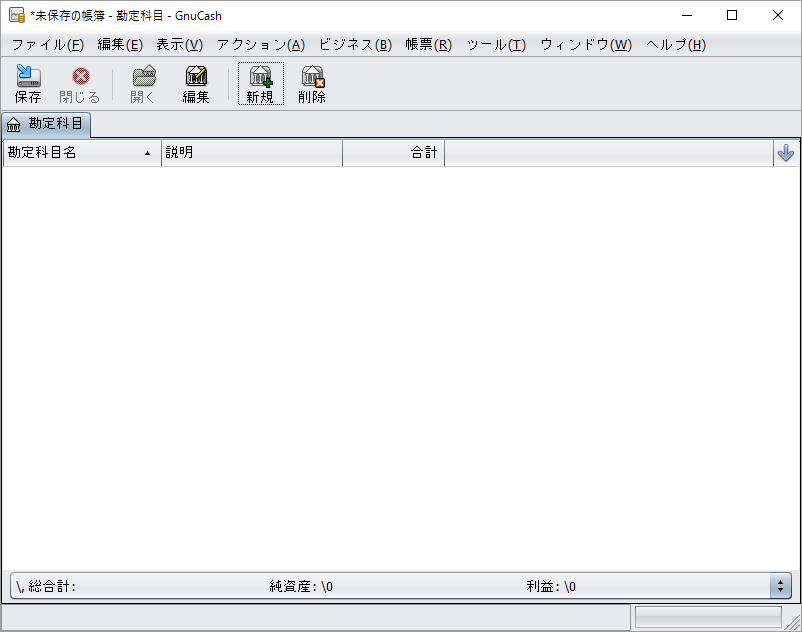 *未保存の帳簿 - 勘定科目 - GnuCash
ファイル(F) 編集(E) 表示(V) アクション(A) ビジネス(B) 帳票(R) ツール(T) ウィンドウ(W) ヘルプ(H)
保存 閉じる 開く 編集 新規 削除
勘定科目
勘定科目名 説明 合計
\, 総合計: 純資産: \0 利益: \0